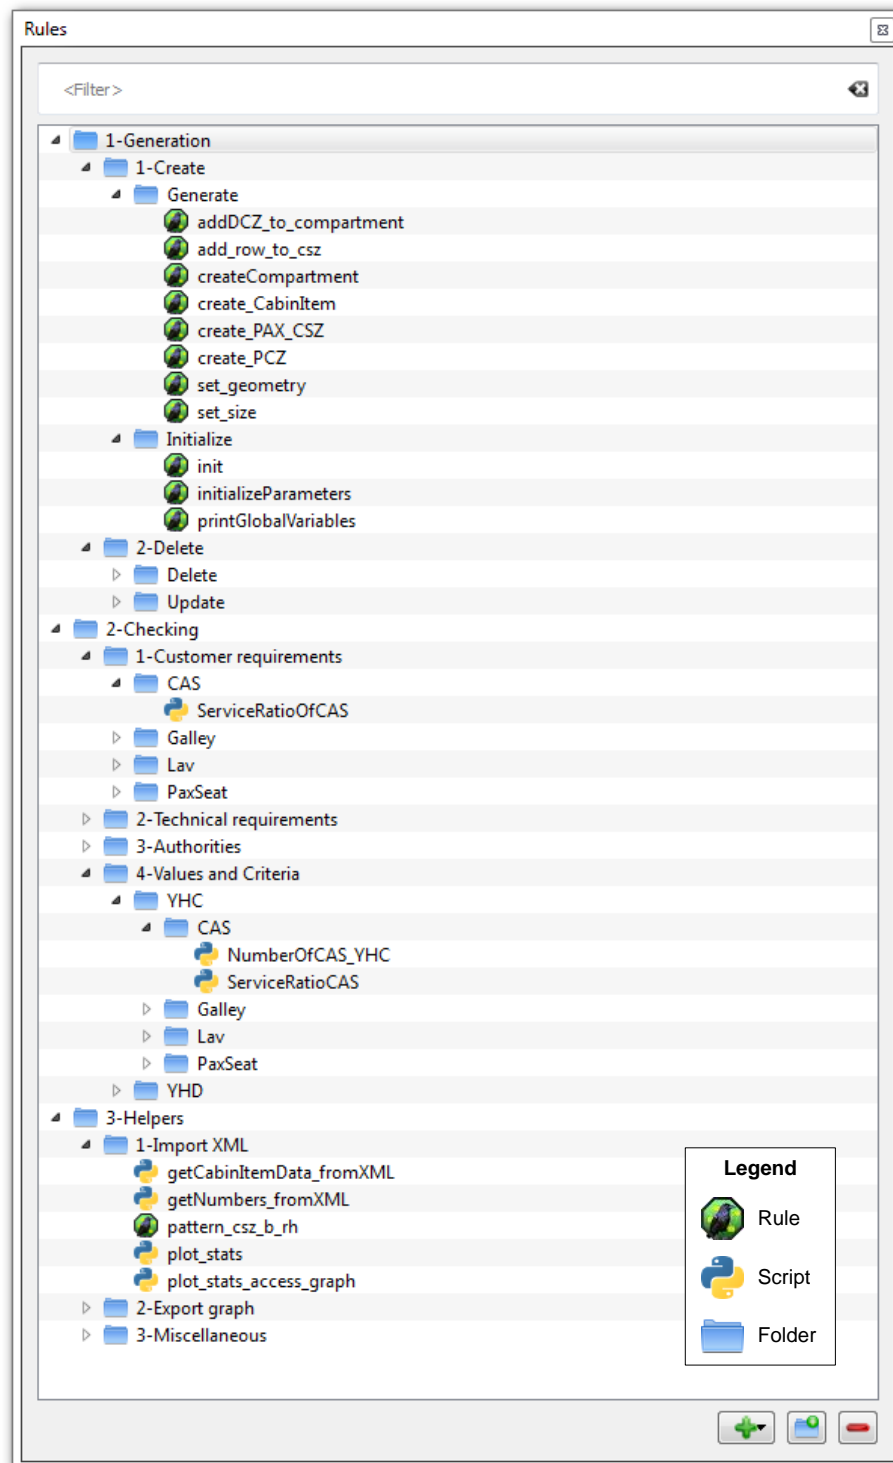 Rules
<Filter>
1-Generation
1-Create
Generate
addDCZ_to_compartment
add_row_to_csz
createCompartment
create_CabinItem
create_PAX_CSZ
create_PCZ
set_geometry
set_size
Initialize
init
initializeParameters
printGlobalVariables
2-Delete
Delete
Update
2-Checking
1-Customer requirements
CAS
ServiceRatioOfCAS
Galley
Lav
PaxSeat
2-Technical requirements
3-Authorities
4-Values and Criteria
YHC
CAS
NumberOfCAS_YHC
ServiceRatioCAS
Galley
Lav
PaxSeat
YHD
3-Helpers
1-Import XML
getCabinItemData_fromXML
getNumbers_fromXML
pattern_csz_b_rh
plot_stats
plot_stats_access_graph
2-Export graph
3-Miscellaneous
Legend
Rule
Script
Folder